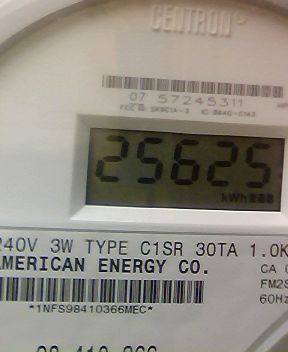 CENTRON®
07 57245311
25625
kWh
240V 3W TYPE C1SR 30TA 1.0K
AMERICAN ENERGY CO.
CA
FM2S
60Hz
*1NFS98410366MEC*